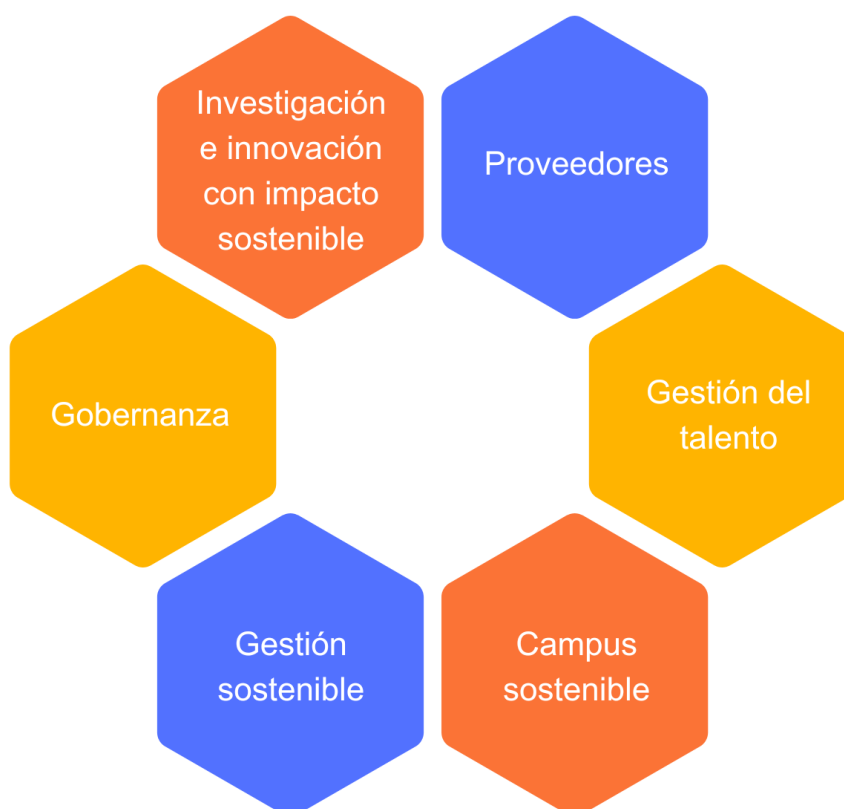 Investigación
e innovación
con impacto
sostenible
Proveedores
Gobernanza
Gestión del
talento
Gestión
sostenible
Campus
sostenible